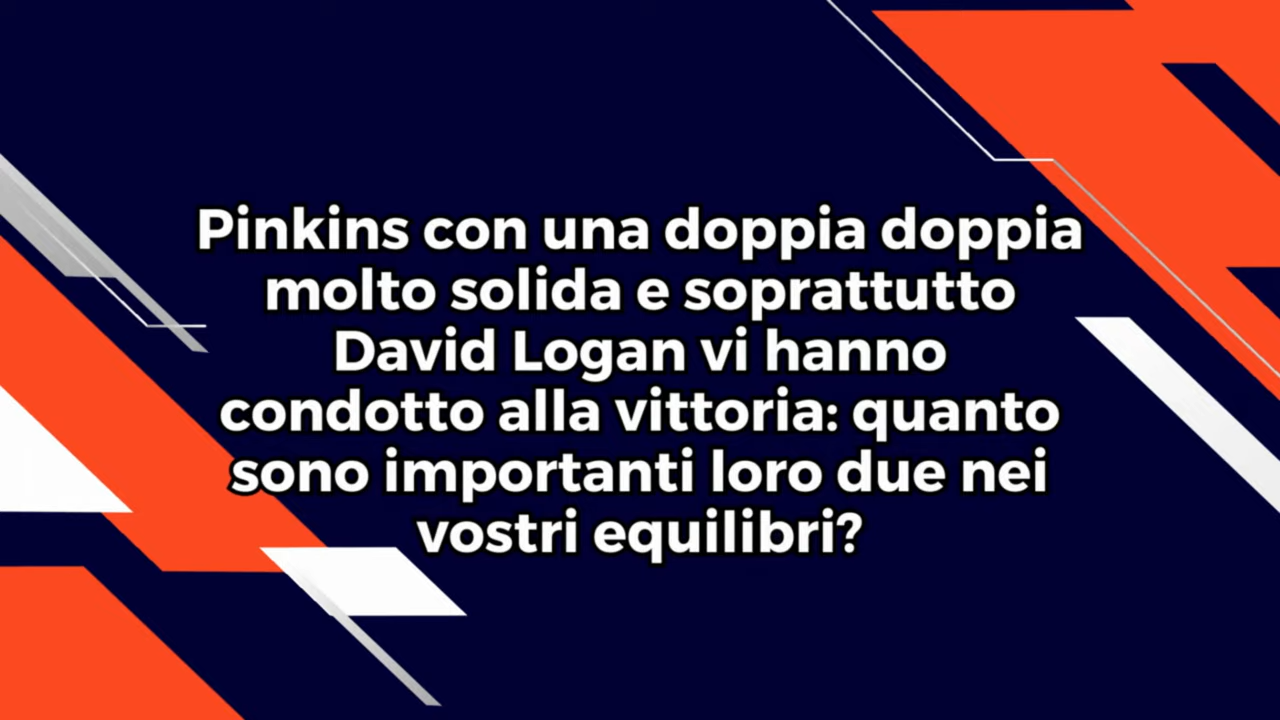 Pinkins con una doppia doppia
molto solida e soprattutto
David Logan vi hanno
condotto alla vittoria: quanto
sono importanti loro due nei
vostri equilibri?